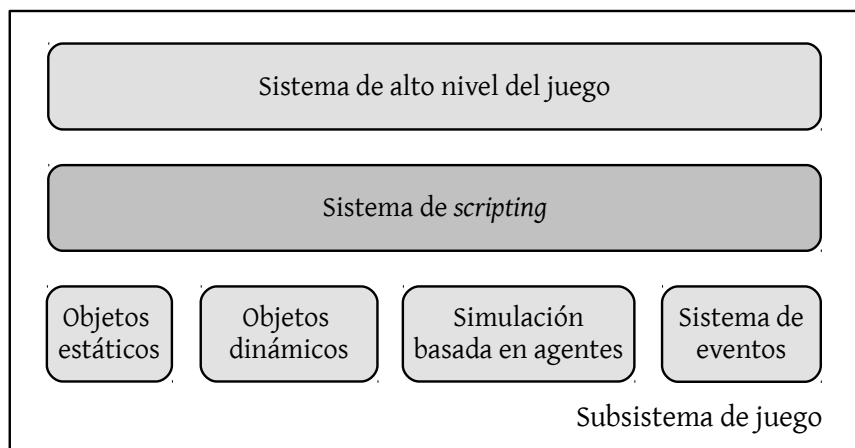 Sistema de alto nivel del juego
Sistema de scripting
Objetos
estáticos
Objetos
dinámicos
Simulación
basada en agentes
Sistema de
eventos
Subsistema de juego